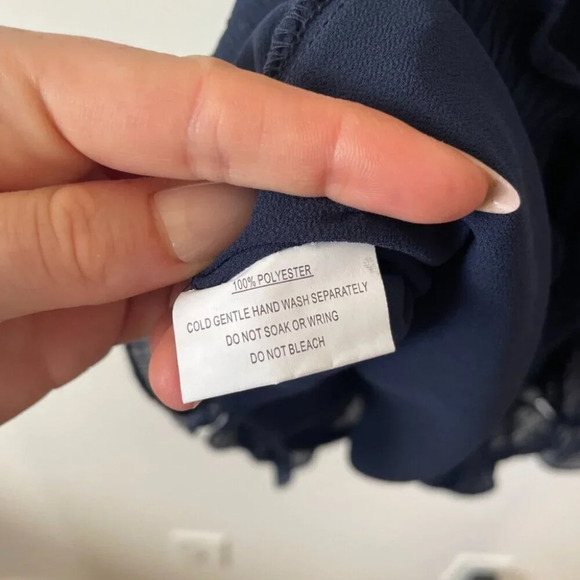 100% POLYESTER
COLD GENTLE HAND WASH SEPARATELY
DO NOT SOAK OR WRING
DO NOT BLEACH